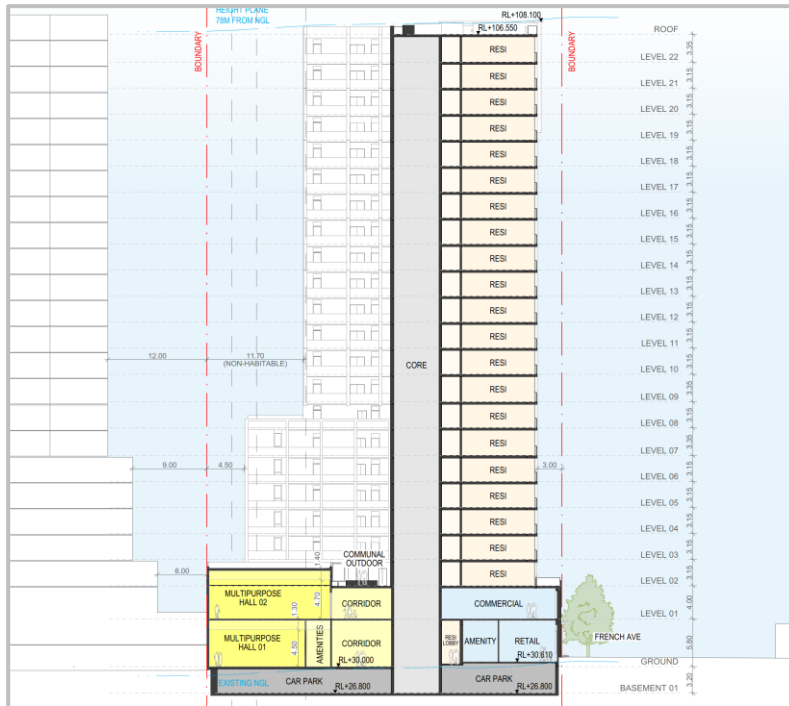 HEIGHT PLANE
78M FROM NGL
RL+108.100
RL+106.550
ROOF
BOUNDARY
BOUNDARY
RESI
3.35
LEVEL 22
RESI
3.15
LEVEL 21
RESI
3.15
LEVEL 20
RESI
3.15
LEVEL 19
RESI
3.15
LEVEL 18
RESI
3.15
LEVEL 17
RESI
3.15
LEVEL 16
RESI
3.15
LEVEL 15
RESI
3.15
LEVEL 14
RESI
3.15
LEVEL 13
RESI
3.15
LEVEL 12
RESI
3.15
LEVEL 11
12.00
11.70
(NON-HABITABLE)
CORE
RESI
3.15
LEVEL 10
RESI
3.35
LEVEL 09
RESI
3.15
LEVEL 08
RESI
3.35
LEVEL 07
9.00
4.50
RESI
3.00
3.15
LEVEL 06
RESI
3.15
LEVEL 05
RESI
3.15
LEVEL 04
RESI
3.15
LEVEL 03
1.40
COMMUNAL
OUTDOOR
6.00
RESI
3.15
LEVEL 02
MULTIPURPOSE
HALL 02
1.30
4.70
CORRIDOR
COMMERCIAL
4.00
LEVEL 01
MULTIPURPOSE
HALL 01
4.50
AMENITIES
CORRIDOR
RESI
LOBBY
AMENITY
RETAIL
FRENCH AVE
5.80
RL+30.000
RL+30.610
GROUND
EXISTING NGL
CAR PARK
RL+26.800
CAR PARK
RL+26.800
3.20
BASEMENT 01